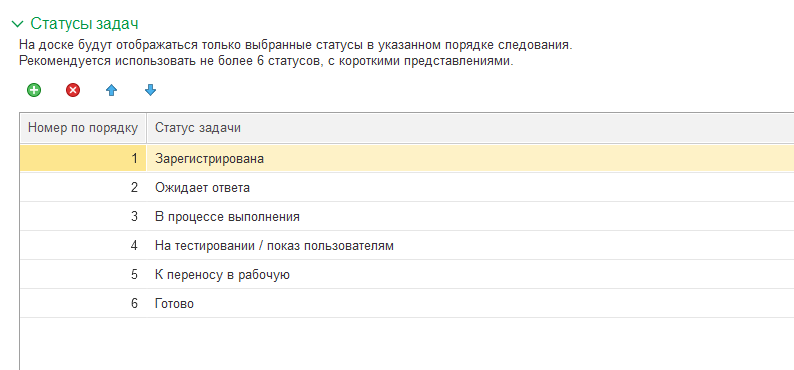 Статусы задач
На доске будут отображаться только выбранные статусы в указанном порядке следования.
Рекомендуется использовать не более 6 статусов, с короткими представлениями.
Номер по порядку Статус задачи
1 Зарегистрирована
2 Ожидает ответа
3 В процессе выполнения
4 На тестировании / показ пользователям
5 К переносу в рабочую
6 Готово